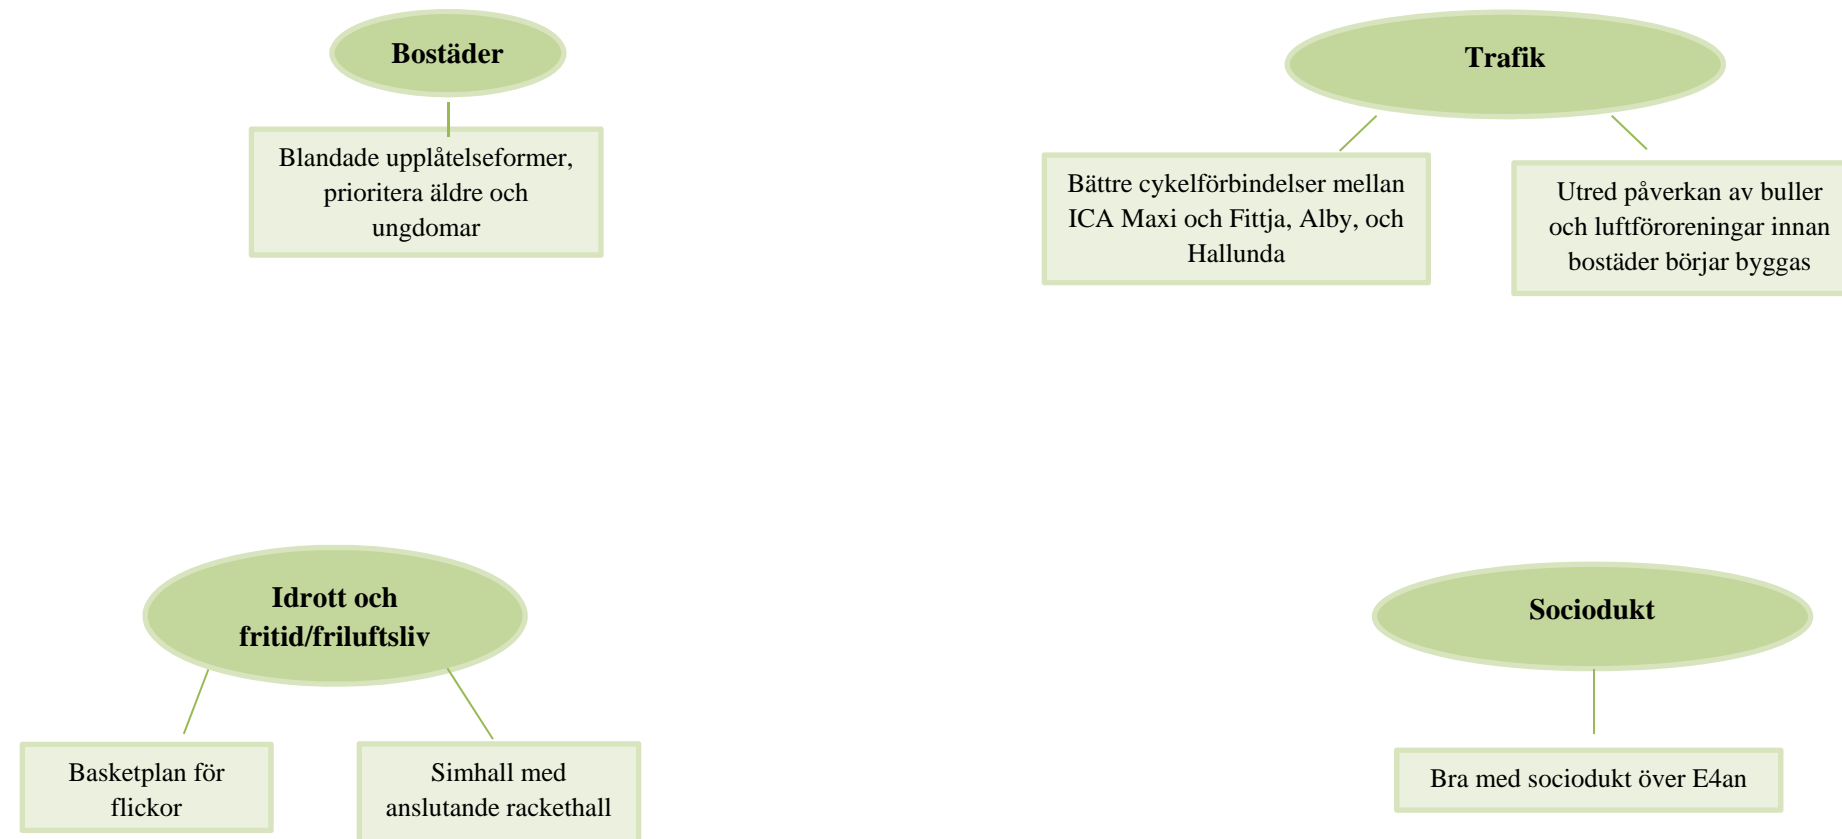 Bostäder
Blandade upplåtelseformer,
prioritera äldre och
ungdomar
Trafik
Bättre cykelförbindelser mellan
ICA Maxi och Fittja, Alby, och
Hallunda
Utred påverkan av buller
och luftföroreningar innan
bostäder börjar byggas
Idrott och
fritid/friluftsliv
Basketplan för
flickor
Simhall med
anslutande rackethall
Sociodukt
Bra med sociodukt över E4an